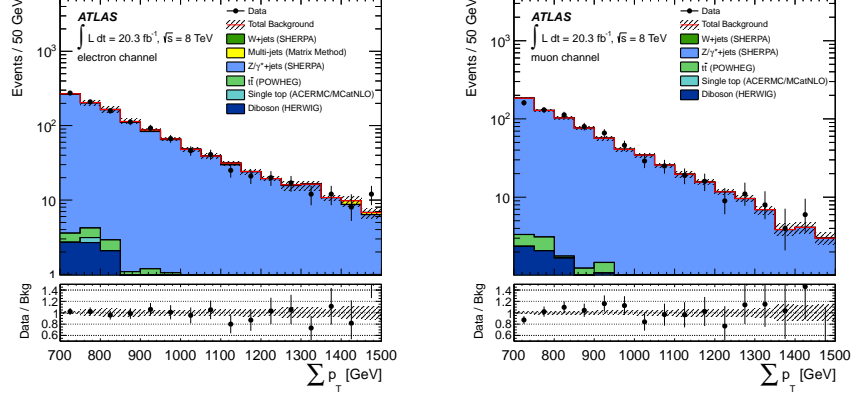 Events / 50 GeV
ATLAS
∫ L dt = 20.3 fb⁻¹, √s = 8 TeV
electron channel
Data
Total Background
W+jets (SHERPA)
Multi-jets (Matrix Method)
Z/γ*+jets (SHERPA)
tt̄ (POWHEG)
Single top (ACERMC/MCatNLO)
Diboson (HERWIG)
10³
10²
10
1
Data / Bkg
1.4
1.2
1
0.8
0.6
700 800 900 1000 1100 1200 1300 1400 1500
∑ p_T [GeV]
Events / 50 GeV
ATLAS
∫ L dt = 20.3 fb⁻¹, √s = 8 TeV
muon channel
Data
Total Background
W+jets (SHERPA)
Z/γ*+jets (SHERPA)
tt̄ (POWHEG)
Single top (ACERMC/MCatNLO)
Diboson (HERWIG)
10³
10²
10
1
Data / Bkg
1.4
1.2
1
0.8
0.6
700 800 900 1000 1100 1200 1300 1400 1500
∑ p_T [GeV]